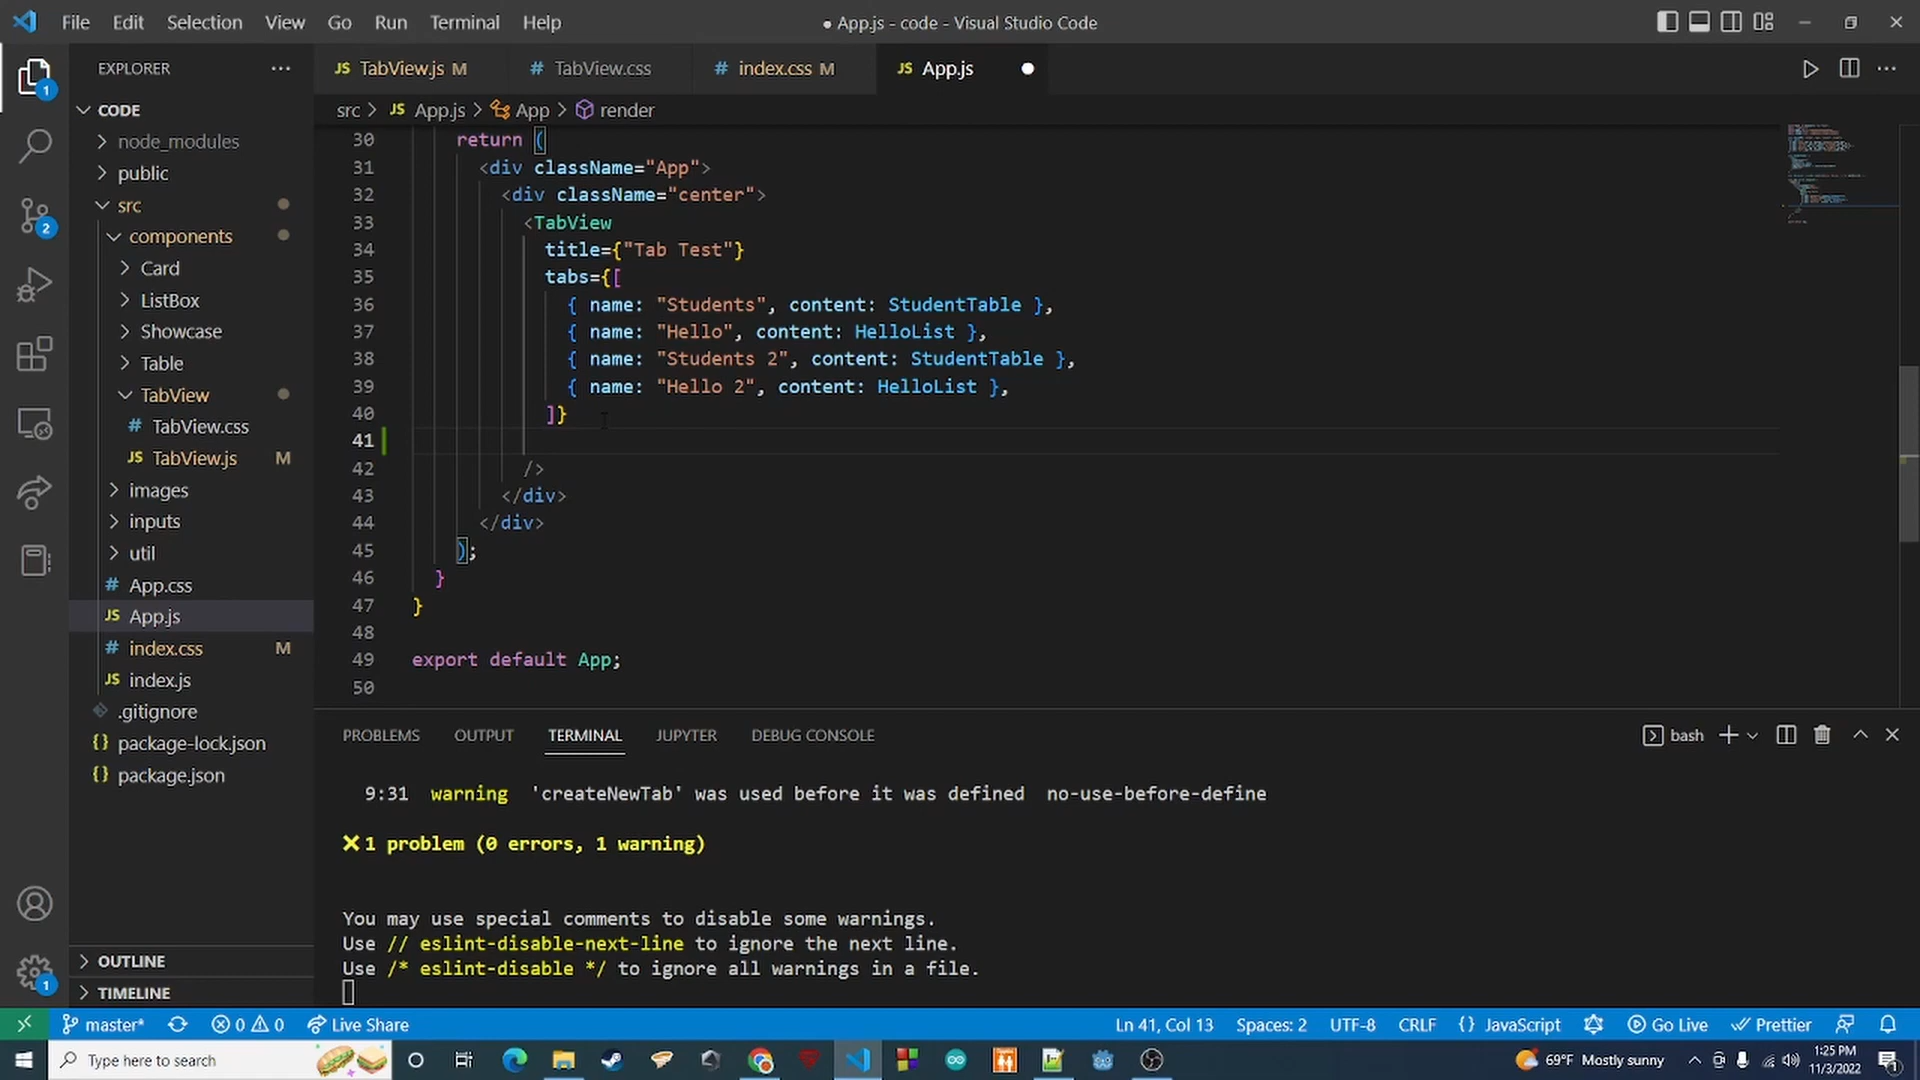 File Edit Selection View Go Run Terminal Help
● App.js - code - Visual Studio Code
EXPLORER
CODE
node_modules
public
src
components
Card
ListBox
Showcase
Table
TabView
# TabView.css
JS TabView.js M
images
inputs
util
# App.css
JS App.js
# index.css M
JS index.js
.gitignore
{} package-lock.json
{} package.json
OUTLINE
TIMELINE
1
2
1
JS TabView.js M # TabView.css # index.css M JS App.js ●
src > JS App.js > App > render
30 return (
31 <div className="App">
32 <div className="center">
33 <TabView
34 title={"Tab Test"}
35 tabs={[
36 { name: "Students", content: StudentTable },
37 { name: "Hello", content: HelloList },
38 { name: "Students 2", content: StudentTable },
39 { name: "Hello 2", content: HelloList },
40 ]}
41
42 />
43 </div>
44 </div>
45 );
46 }
47 }
48
49 export default App;
50
PROBLEMS OUTPUT TERMINAL JUPYTER DEBUG CONSOLE
bash
9:31 warning 'createNewTab' was used before it was defined no-use-before-define
✖ 1 problem (0 errors, 1 warning)
You may use special comments to disable some warnings.
Use // eslint-disable-next-line to ignore the next line.
Use /* eslint-disable */ to ignore all warnings in a file.
master* 0 0 Live Share
Ln 41, Col 13 Spaces: 2 UTF-8 CRLF {} JavaScript Go Live Prettier
Type here to search
69°F Mostly sunny
1:25 PM
11/3/2022
1